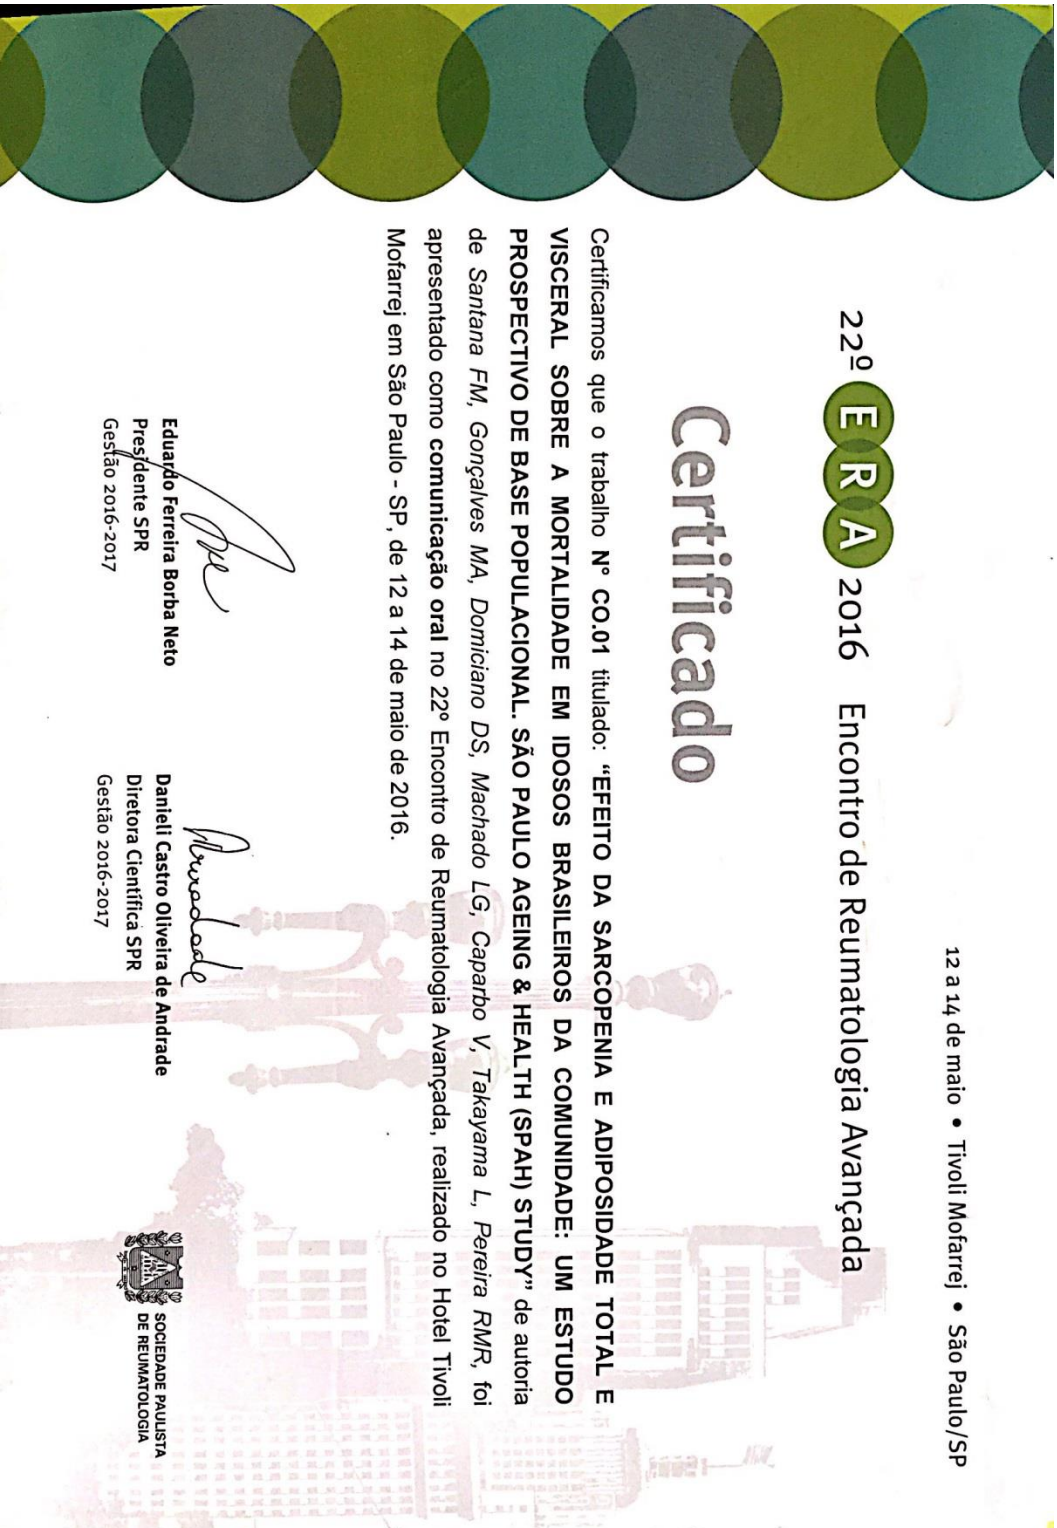 12 a 14 de maio • Tivoli Mofarrej • São Paulo/SP
22º ERA 2016 Encontro de Reumatologia Avançada
Certificado
Certificamos que o trabalho N° CO.01 titulado: “EFEITO DA SARCOPENIA E ADIPOSIDADE TOTAL E
VISCERAL SOBRE A MORTALIDADE EM IDOSOS BRASILEIROS DA COMUNIDADE: UM ESTUDO
PROSPECTIVO DE BASE POPULACIONAL. SÃO PAULO AGEING & HEALTH (SPAH) STUDY” de autoria
de Santana FM, Gonçalves MA, Domiciano DS, Machado LG, Caparbo V, Takayama L, Pereira RMR, foi
apresentado como comunicação oral no 22º Encontro de Reumatologia Avançada, realizado no Hotel Tivoli
Mofarrej em São Paulo - SP, de 12 a 14 de maio de 2016.
Eduardo Ferreira Borba Neto
Presidente SPR
Gestão 2016-2017
Danieli Castro Oliveira de Andrade
Diretora Científica SPR
Gestão 2016-2017
SOCIEDADE PAULISTA
DE REUMATOLOGIA